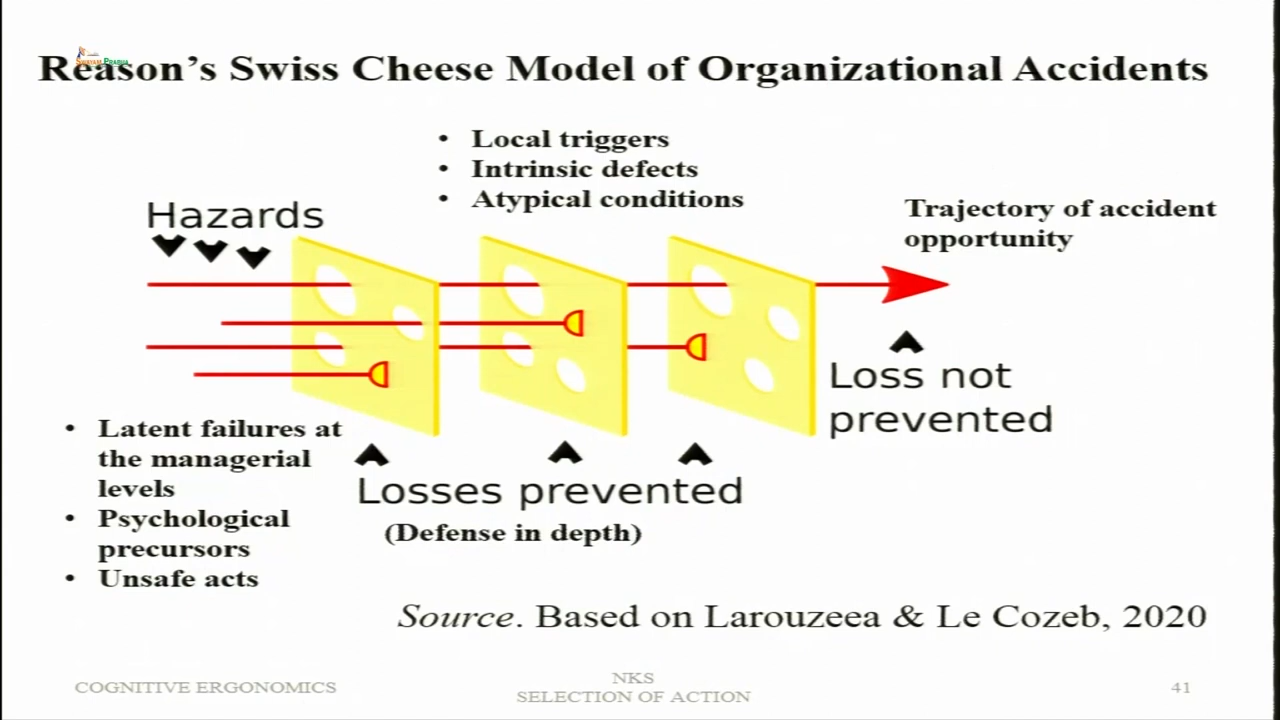 Reason's Swiss Cheese Model of Organizational Accidents
SWAYAM PRABHA
• Local triggers
• Intrinsic defects
• Atypical conditions
Hazards
Trajectory of accident
opportunity
Loss not
prevented
• Latent failures at
the managerial
levels
• Psychological
precursors
• Unsafe acts
Losses prevented
(Defense in depth)
Source. Based on Larouzeea & Le Cozeb, 2020
COGNITIVE ERGONOMICS
NKS
SELECTION OF ACTION
41